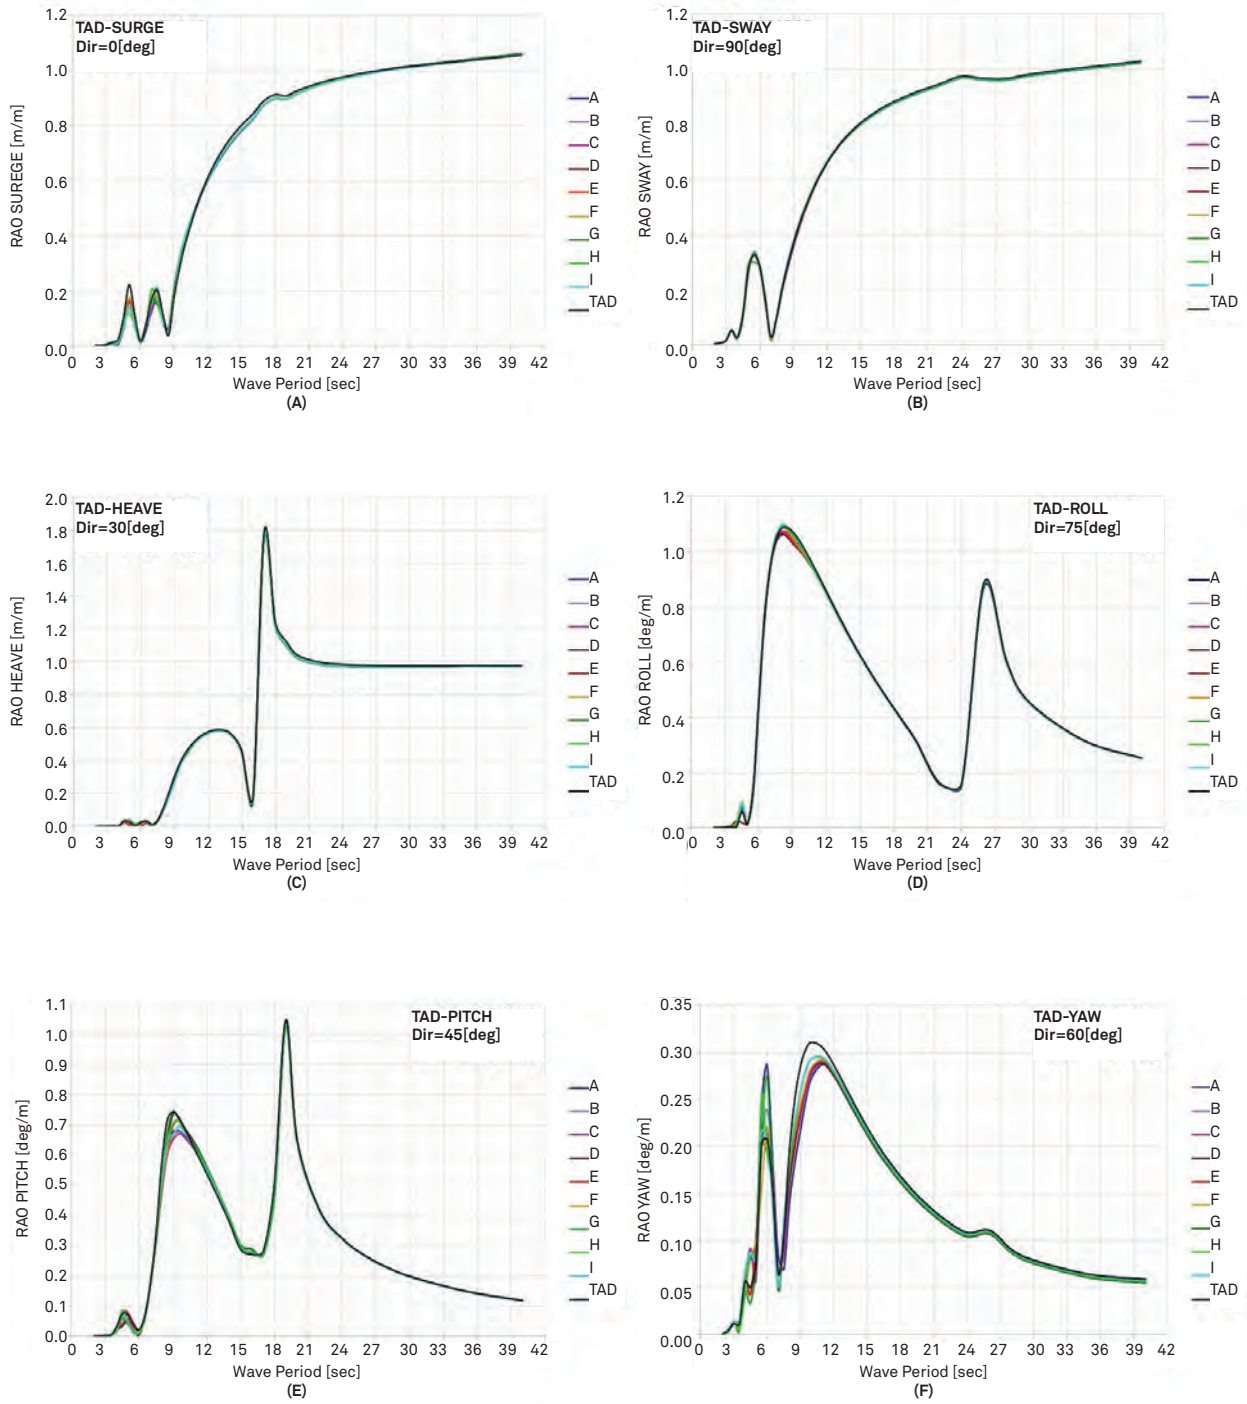 TAD-SURGE
Dir=0[deg]
RAO SUREGE [m/m]
1.2
1.0
0.8
0.6
0.4
0.2
0.0
0 3 6 9 12 15 18 21 24 27 30 33 36 39 42
Wave Period [sec]
(A)
A
B
C
D
E
F
G
H
I
TAD
TAD-SWAY
Dir=90[deg]
RAO SWAY [m/m]
1.2
1.0
0.8
0.6
0.4
0.2
0.0
0 3 6 9 12 15 18 21 24 27 30 33 36 39 42
Wave Period [sec]
(B)
A
B
C
D
E
F
G
H
I
TAD
TAD-HEAVE
Dir=30[deg]
RAO HEAVE [m/m]
2.0
1.8
1.6
1.4
1.2
1.0
0.8
0.6
0.4
0.2
0.0
0 3 6 9 12 15 18 21 24 27 30 33 36 39 42
Wave Period [sec]
(C)
A
B
C
D
E
F
G
H
I
TAD
TAD-ROLL
Dir=75[deg]
RAO ROLL [deg/m]
1.2
1.0
0.8
0.6
0.4
0.2
0.0
0 3 6 9 12 15 18 21 24 27 30 33 36 39 42
Wave Period [sec]
(D)
A
B
C
D
E
F
G
H
I
TAD
TAD-PITCH
Dir=45[deg]
RAO PITCH [deg/m]
1.1
1.0
0.9
0.8
0.7
0.6
0.5
0.4
0.3
0.2
0.1
0.0
0 3 6 9 12 15 18 21 24 27 30 33 36 39 42
Wave Period [sec]
(E)
A
B
C
D
E
F
G
H
I
TAD
TAD-YAW
Dir=60[deg]
RAO YAW [deg/m]
0.35
0.30
0.25
0.20
0.15
0.10
0.05
0.00
0 3 6 9 12 15 18 21 24 27 30 33 36 39 42
Wave Period [sec]
(F)
A
B
C
D
E
F
G
H
I
TAD